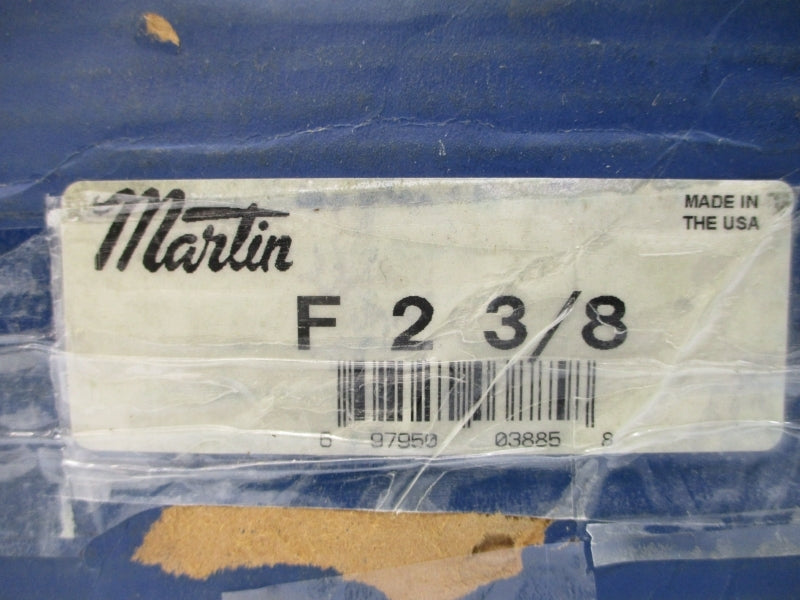 Martin
MADE IN
THE USA
F 2 3/8
6 97950 03885 8